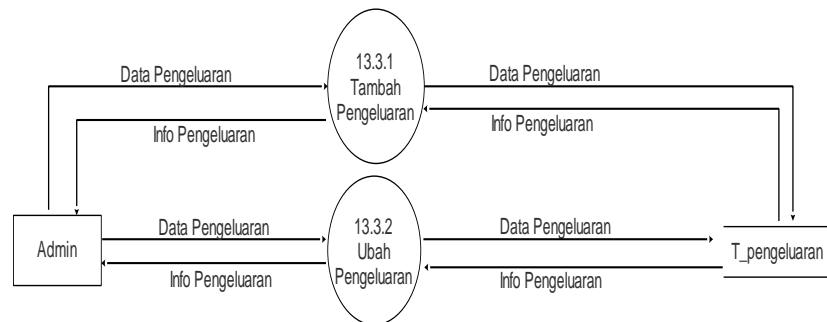 13.3.1
Tambah
Pengeluaran
Data Pengeluaran
Data Pengeluaran
Info Pengeluaran
Info Pengeluaran
Admin
Data Pengeluaran
Info Pengeluaran
13.3.2
Ubah
Pengeluaran
Data Pengeluaran
Info Pengeluaran
T_pengeluaran